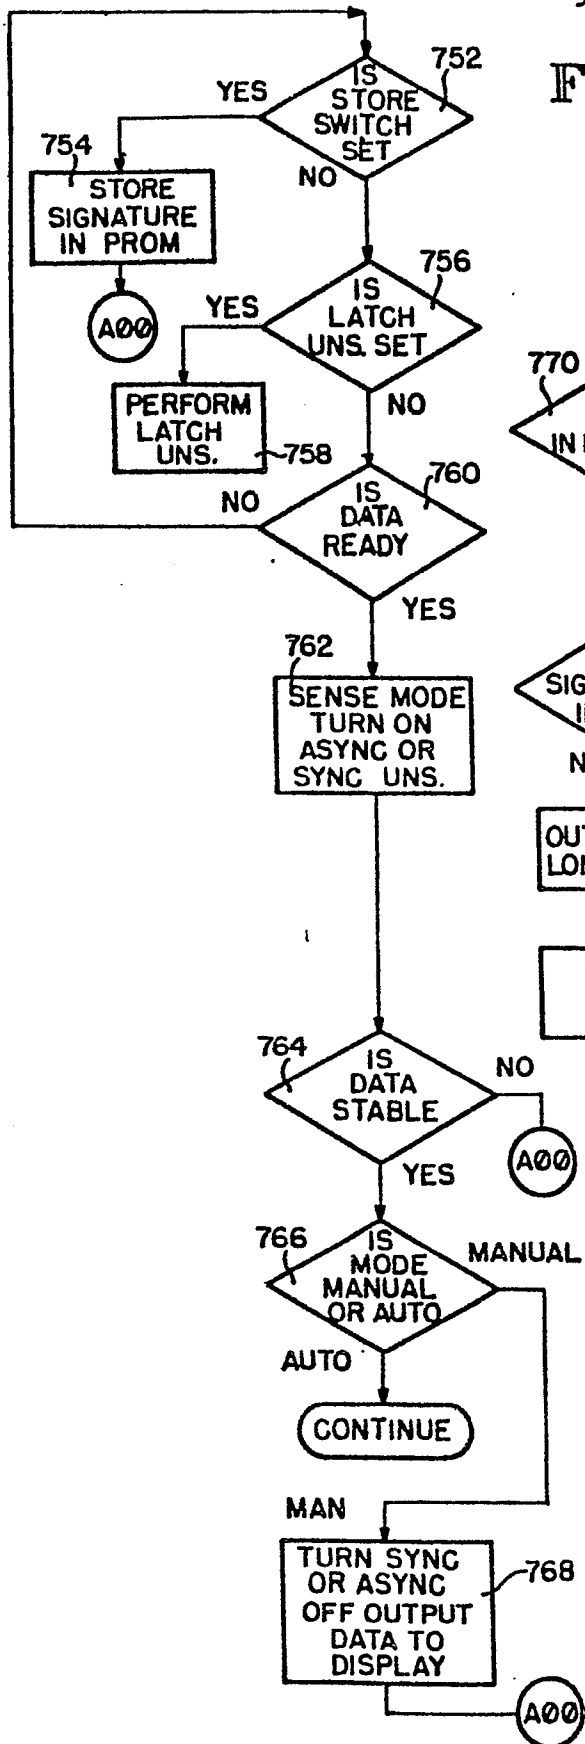 F
752
IS
STORE
SWITCH
SET
YES
NO
754
STORE
SIGNATURE
IN PROM
A00
756
IS
LATCH
UNS. SET
YES
NO
PERFORM
LATCH
UNS.
758
760
IS
DATA
READY
NO
YES
762
SENSE MODE
TURN ON
ASYNC OR
SYNC UNS.
764
IS
DATA
STABLE
NO
A00
YES
766
IS
MODE
MANUAL
OR AUTO
MANUAL
AUTO
CONTINUE
MAN
TURN SYNC
OR ASYNC
OFF OUTPUT
DATA TO
DISPLAY
768
A00
770
IN
SIG
N
OUT